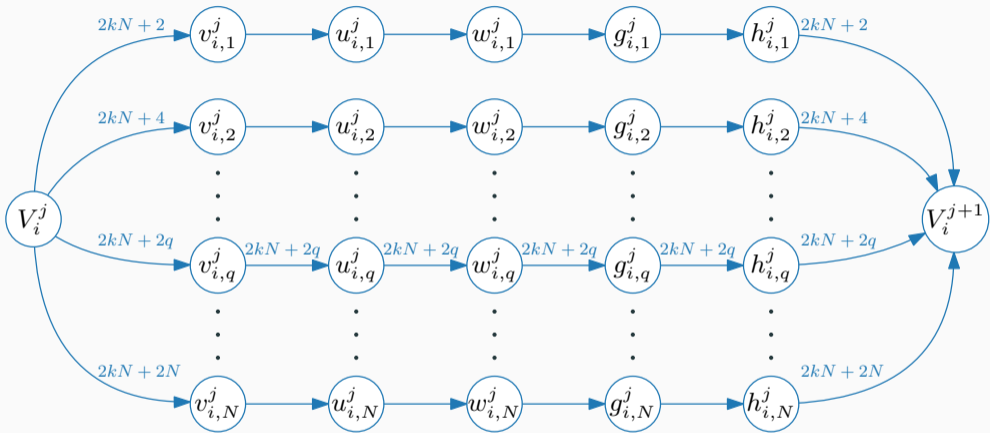 2kN + 2 v^j_{i,1} u^j_{i,1} w^j_{i,1} g^j_{i,1} h^j_{i,1} 2kN + 2
2kN + 4 v^j_{i,2} u^j_{i,2} w^j_{i,2} g^j_{i,2} h^j_{i,2} 2kN + 4
V^j_i V^{j+1}_i
2kN + 2q v^j_{i,q} 2kN + 2q u^j_{i,q} 2kN + 2q w^j_{i,q} 2kN + 2q g^j_{i,q} 2kN + 2q h^j_{i,q} 2kN + 2q
2kN + 2N v^j_{i,N} u^j_{i,N} w^j_{i,N} g^j_{i,N} h^j_{i,N} 2kN + 2N